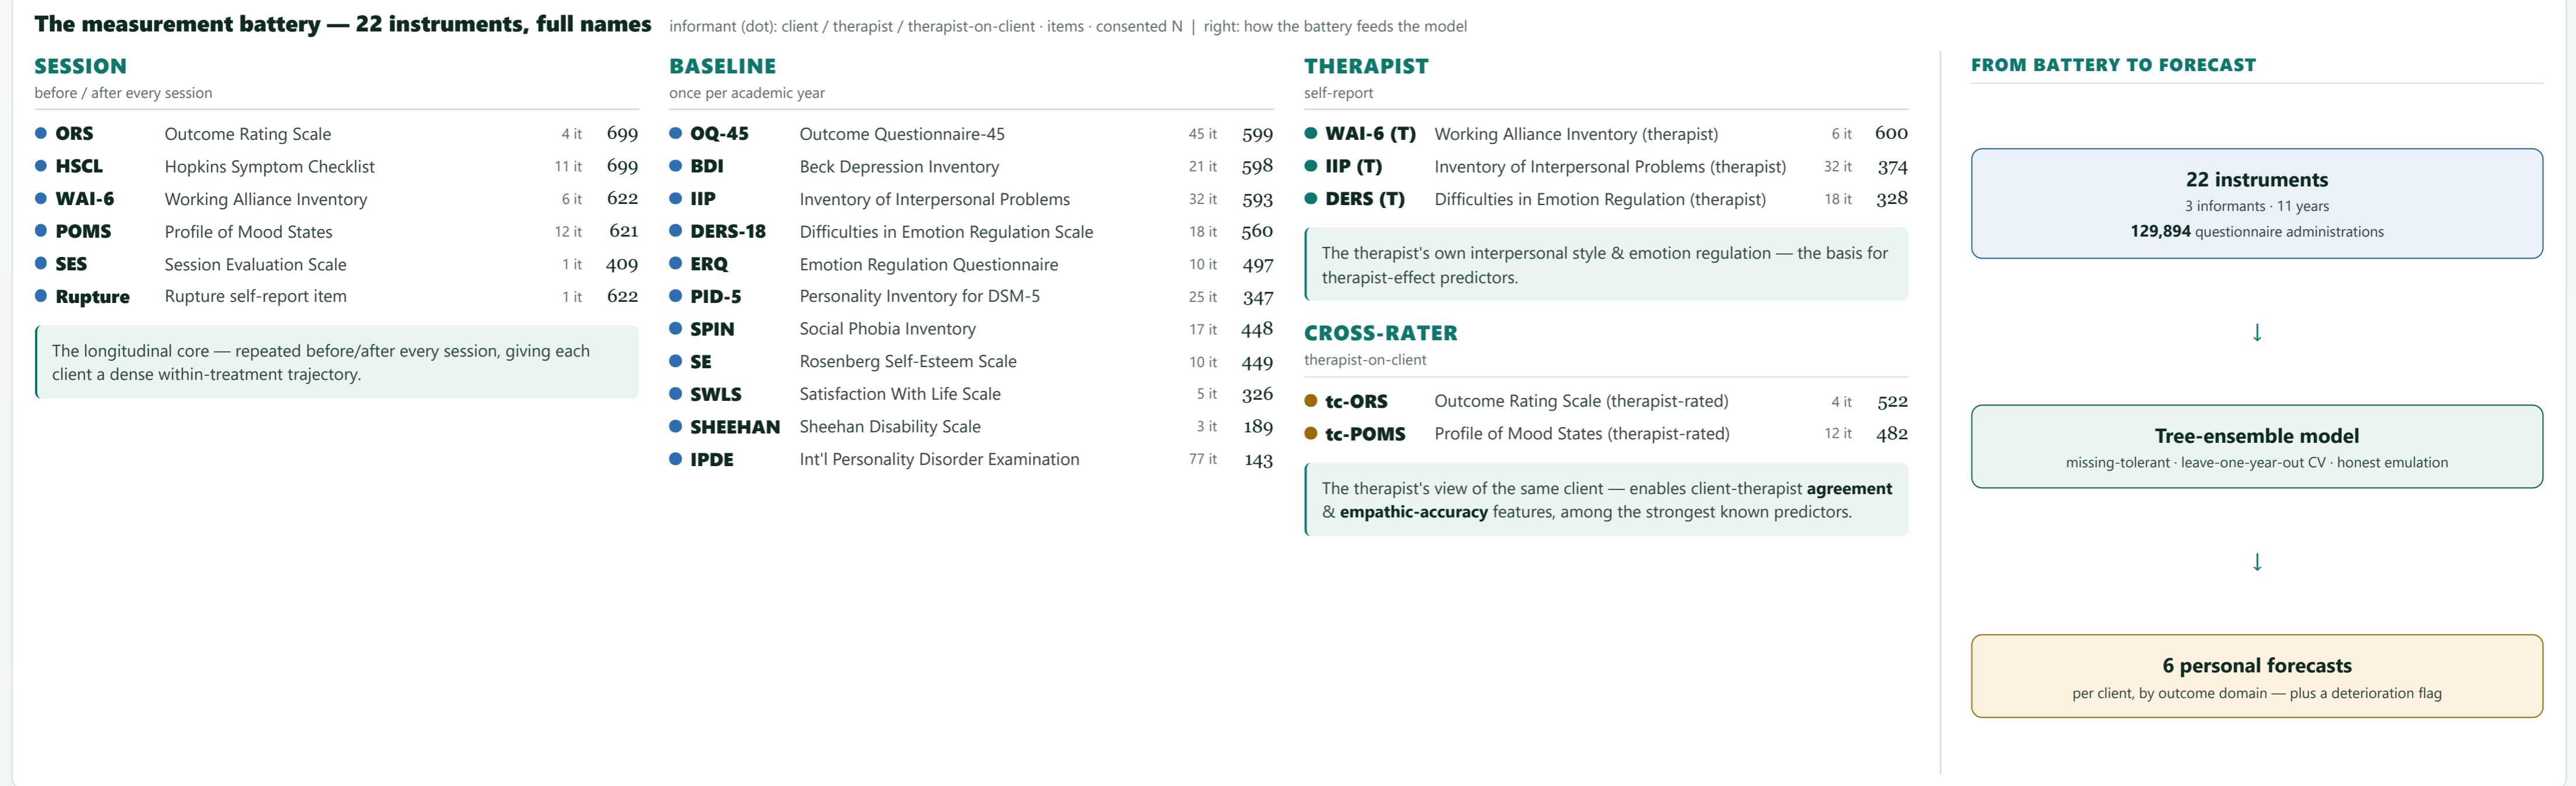 The measurement battery — 22 instruments, full names
informant (dot): client / therapist / therapist-on-client · items · consented N | right: how the battery feeds the model
SESSION
before / after every session
ORS Outcome Rating Scale 4 it 699
HSCL Hopkins Symptom Checklist 11 it 699
WAI-6 Working Alliance Inventory 6 it 622
POMS Profile of Mood States 12 it 621
SES Session Evaluation Scale 1 it 409
Rupture Rupture self-report item 1 it 622
The longitudinal core — repeated before/after every session, giving each
client a dense within-treatment trajectory.
BASELINE
once per academic year
OQ-45 Outcome Questionnaire-45 45 it 599
BDI Beck Depression Inventory 21 it 598
IIP Inventory of Interpersonal Problems 32 it 593
DERS-18 Difficulties in Emotion Regulation Scale 18 it 560
ERQ Emotion Regulation Questionnaire 10 it 497
PID-5 Personality Inventory for DSM-5 25 it 347
SPIN Social Phobia Inventory 17 it 448
SE Rosenberg Self-Esteem Scale 10 it 449
SWLS Satisfaction With Life Scale 5 it 326
SHEEHAN Sheehan Disability Scale 3 it 189
IPDE Int'l Personality Disorder Examination 77 it 143
THERAPIST
self-report
WAI-6 (T) Working Alliance Inventory (therapist) 6 it 600
IIP (T) Inventory of Interpersonal Problems (therapist) 32 it 374
DERS (T) Difficulties in Emotion Regulation (therapist) 18 it 328
The therapist's own interpersonal style & emotion regulation — the basis for
therapist-effect predictors.
CROSS-RATER
therapist-on-client
tc-ORS Outcome Rating Scale (therapist-rated) 4 it 522
tc-POMS Profile of Mood States (therapist-rated) 12 it 482
The therapist's view of the same client — enables client-therapist agreement
& empathic-accuracy features, among the strongest known predictors.
FROM BATTERY TO FORECAST
22 instruments
3 informants · 11 years
129,894 questionnaire administrations
↓
Tree-ensemble model
missing-tolerant · leave-one-year-out CV · honest emulation
↓
6 personal forecasts
per client, by outcome domain — plus a deterioration flag